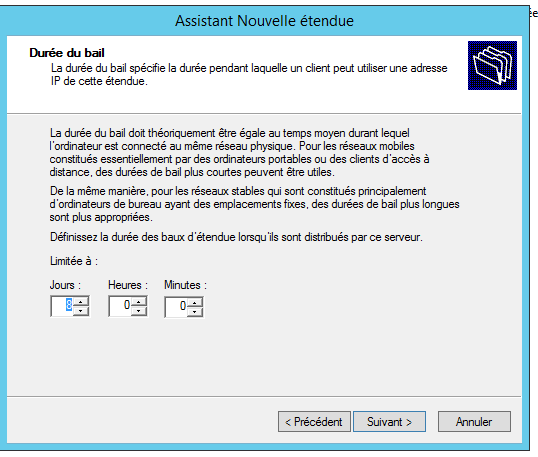 Assistant Nouvelle étendue
Durée du bail
La durée du bail spécifie la durée pendant laquelle un client peut utiliser une adresse
IP de cette étendue.
La durée du bail doit théoriquement être égale au temps moyen durant lequel
l'ordinateur est connecté au même réseau physique. Pour les réseaux mobiles
constitués essentiellement par des ordinateurs portables ou des clients d'accès à
distance, des durées de bail plus courtes peuvent être utiles.
De la même manière, pour les réseaux stables qui sont constitués principalement
d'ordinateurs de bureau ayant des emplacements fixes, des durées de bail plus longues
sont plus appropriées.
Définissez la durée des baux d'étendue lorsqu'ils sont distribués par ce serveur.
Limitée à :
Jours : Heures : Minutes :
8 0 0
< Précédent Suivant > Annuler